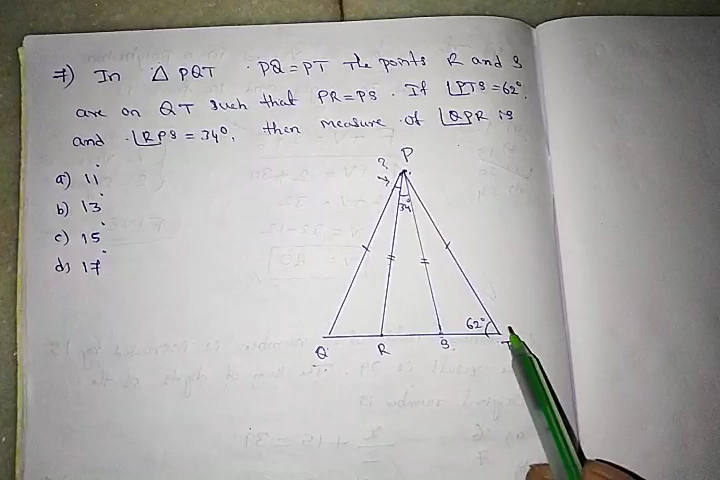 7) In △ PQT . PQ = PT The points R and S
are on QT such that PR = PS . If ∠PTS = 62°.
and . ∠RPS = 34°, then measure of ∠QPR is
a) 11°
b) 13°
c) 15°
d) 17°
P
?
34°
62°
Q R S T